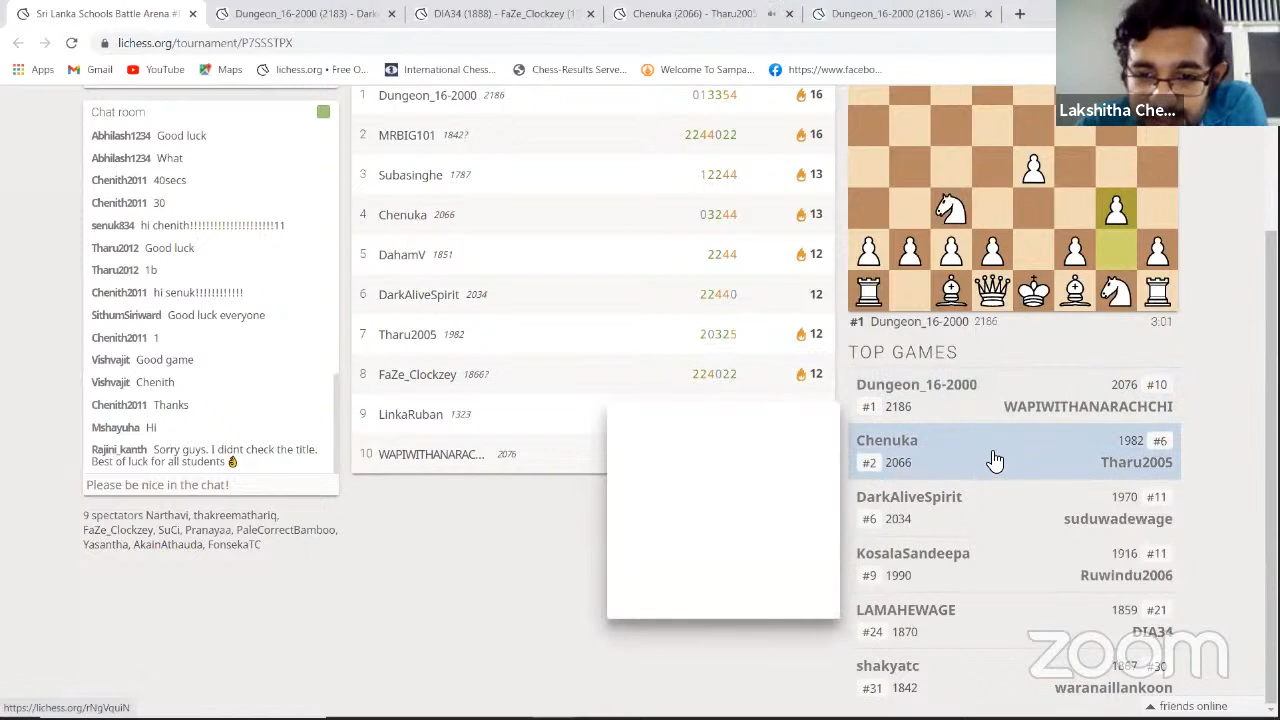 Sri Lanka Schools Battle Arena #
Dungeon_16-2000 (2183) - Dark
DIA34 (1888) - FaZe_Clockzey (1
Chenuka (2066) - Tharu2005
Dungeon_16-2000 (2186) - WAPI
lichess.org/tournament/P7SSSTPX
Apps
Gmail
YouTube
Maps
lichess.org • Free O...
International Chess...
Chess-Results Serve...
Welcome To Sampa...
https://www.facebo...
Lakshitha Che...
Chat room
Abhilash1234 Good luck
Abhilash1234 What
Chenith2011 40secs
Chenith2011 30
senuk834 hi chenith!!!!!!!!!!!!!!!!!!!!!!11
Tharu2012 Good luck
Tharu2012 1b
Chenith2011 hi senuk!!!!!!!!!!!!
SithumSiriward Good luck everyone
Chenith2011 1
Vishvajit Good game
Vishvajit Chenith
Chenith2011 Thanks
Mshayuha Hi
Rajini_kanth Sorry guys. I didnt check the title.
Best of luck for all students
Please be nice in the chat!
9 spectators Narthavi, thakreemathariq,
FaZe_Clockzey, SuCi, Pranayaa, PaleCorrectBamboo,
Yasantha, AkainAthauda, FonsekaTC
1 Dungeon_16-2000 2186 013354 16
2 MRBIG101 1842? 2244022 16
3 Subasinghe 1787 12244 13
4 Chenuka 2066 03244 13
5 DahamV 1851 2244 12
6 DarkAliveSpirit 2034 22440 12
7 Tharu2005 1982 20325 12
8 FaZe_Clockzey 1866? 224022 12
9 LinkaRuban 1323
10 WAPIWITHANARAC... 2076
#1 Dungeon_16-2000 2186 3:01
TOP GAMES
Dungeon_16-2000 2076 #10
#1 2186 WAPIWITHANARACHCHI
Chenuka 1982 #6
#2 2066 Tharu2005
DarkAliveSpirit 1970 #11
#6 2034 suduwadewage
KosalaSandeepa 1916 #11
#9 1990 Ruwindu2006
LAMAHEWAGE 1859 #21
#24 1870 DIA34
shakyatc 1867 #30
#31 1842 waranaillankoon
zoom
https://lichess.org/rNgVquiN
friends online